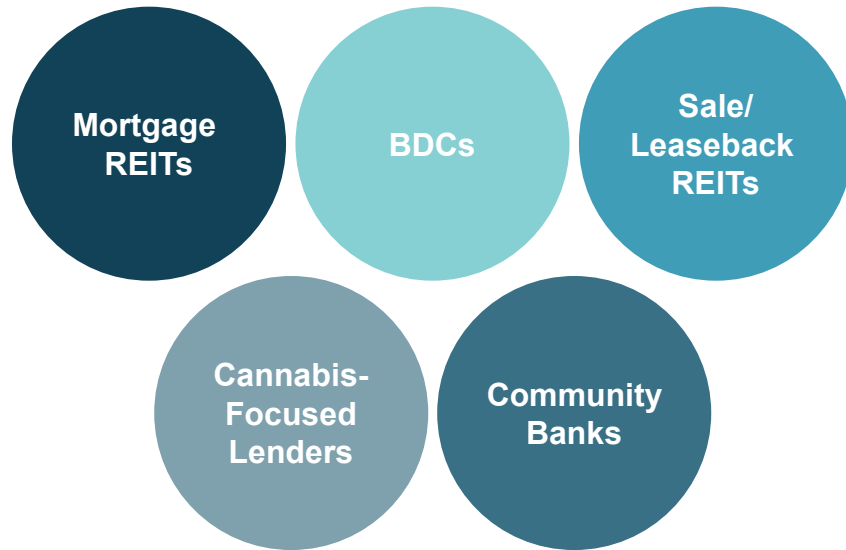 Mortgage
REITs
BDCs
Sale/
Leaseback
REITs
Cannabis-
Focused
Lenders
Community
Banks